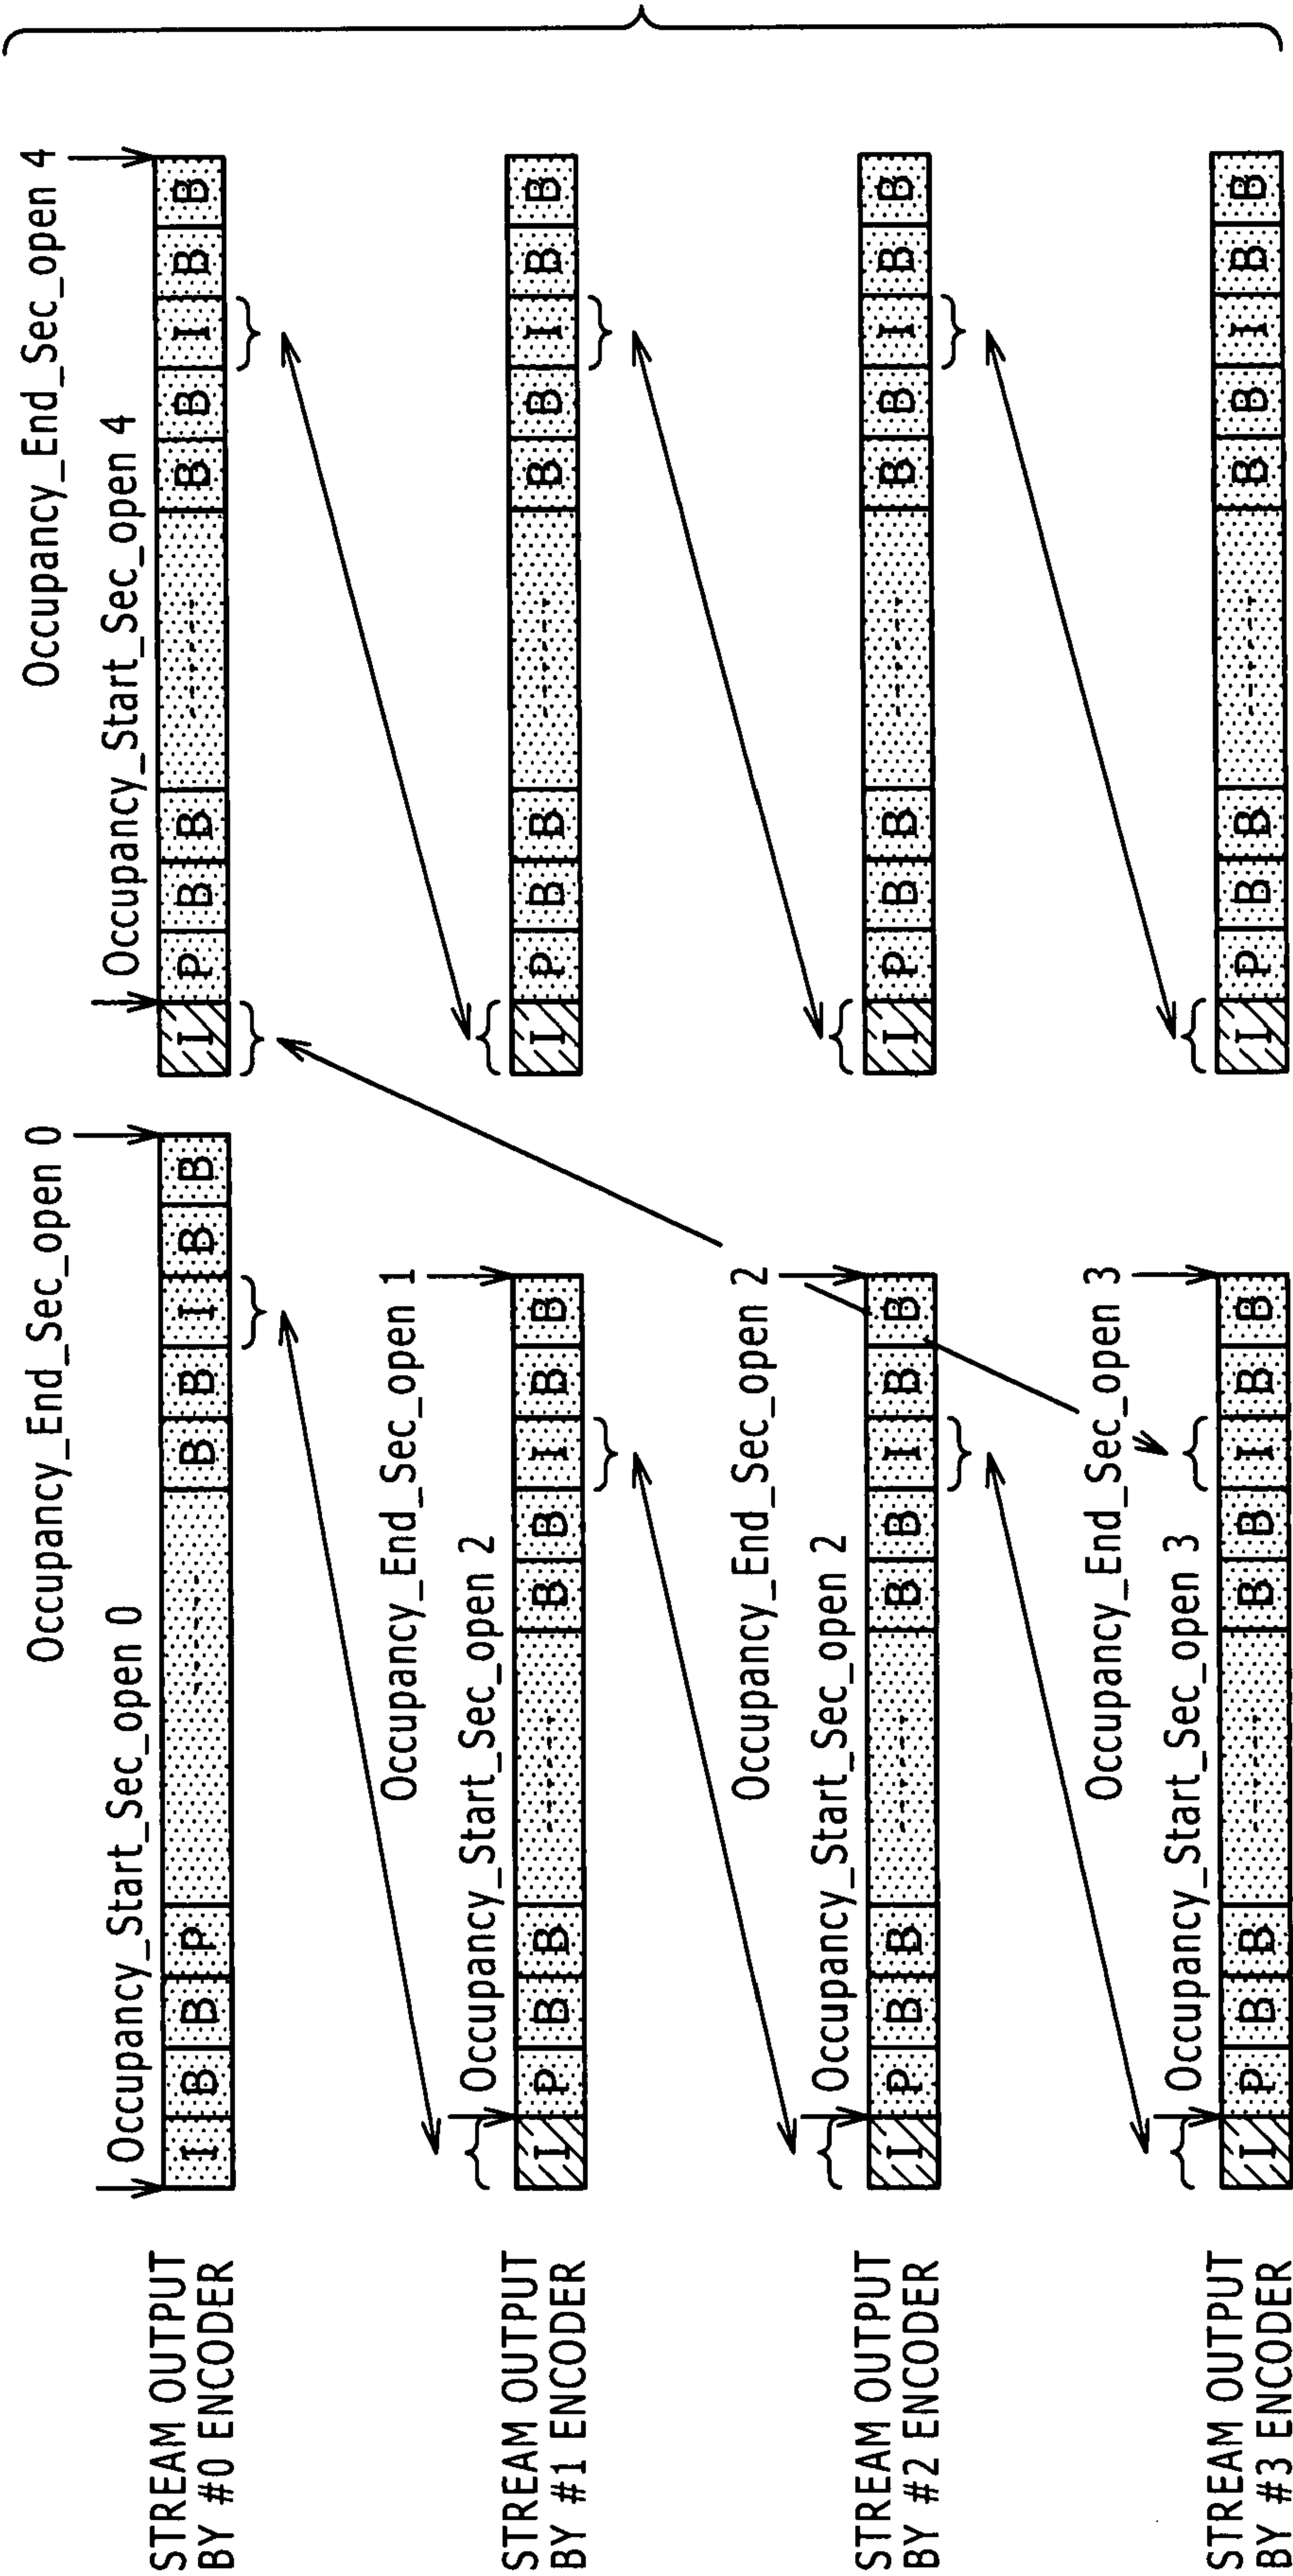 Occupancy_End_Sec_open 0
Occupancy_End_Sec_open 4
Occupancy_Start_Sec_open 0
Occupancy_Start_Sec_open 4
STREAM OUTPUT
BY #0 ENCODER
I B B P ----- B B I B B
I P B B ----- B B I B B
Occupancy_End_Sec_open 1
Occupancy_Start_Sec_open 2
STREAM OUTPUT
BY #1 ENCODER
I P B B ----- B B I B B
I P B B ----- B B I B B
Occupancy_End_Sec_open 2
Occupancy_Start_Sec_open 2
STREAM OUTPUT
BY #2 ENCODER
I P B B ----- B B I B B
I P B B ----- B B I B B
Occupancy_End_Sec_open 3
Occupancy_Start_Sec_open 3
STREAM OUTPUT
BY #3 ENCODER
I P B B ----- B B I B B
I P B B ----- B B I B B